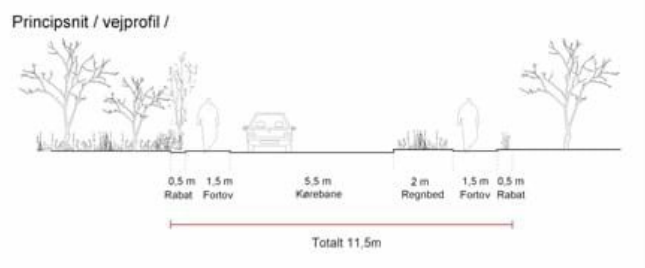 Principsnit / vejprofil /
0,5 m 1,5 m 5,5 m 2 m 1,5 m 0,5 m
Rabat Fortov Kørebane Regnbed Fortov Rabat
Totalt 11,5m